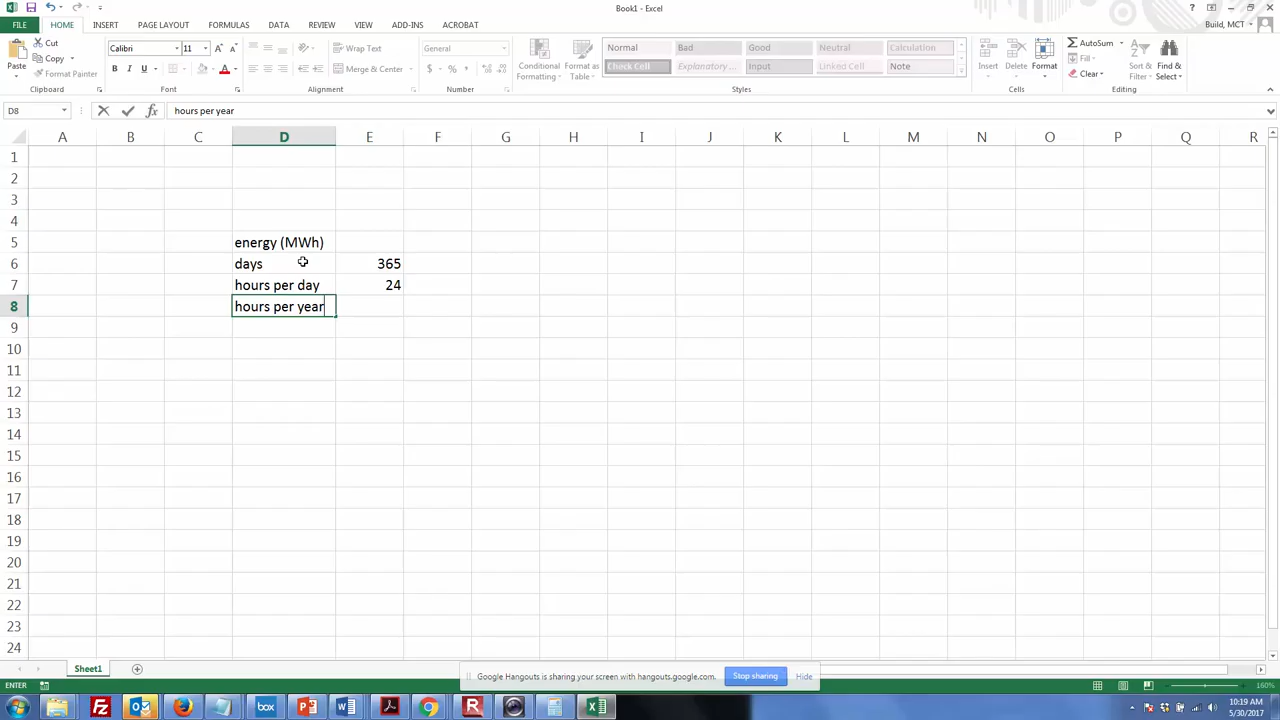 Book1 - Excel
FILE HOME INSERT PAGE LAYOUT FORMULAS DATA REVIEW VIEW ADD-INS ACROBAT
Build, MCT
Paste
Cut
Copy
Format Painter
Clipboard
Calibri 11
B I U
Font
Wrap Text
Merge & Center
Alignment
General
$ % ,
Number
Conditional Formatting
Format as Table
Normal Bad Good Neutral Calculation
Check Cell Explanatory ... Input Linked Cell Note
Styles
Insert Delete Format
Cells
AutoSum
Fill
Clear
Sort & Filter
Find & Select
Editing
D8
fx
hours per year
A B C D E F G H I J K L M N O P Q R
1
2
3
4
5 energy (MWh)
6 days 365
7 hours per day 24
8 hours per year
9
10
11
12
13
14
15
16
17
18
19
20
21
22
23
24
Sheet1
Google Hangouts is sharing your screen with hangouts.google.com.
Stop sharing
Hide
ENTER
160%
10:19 AM
5/30/2017